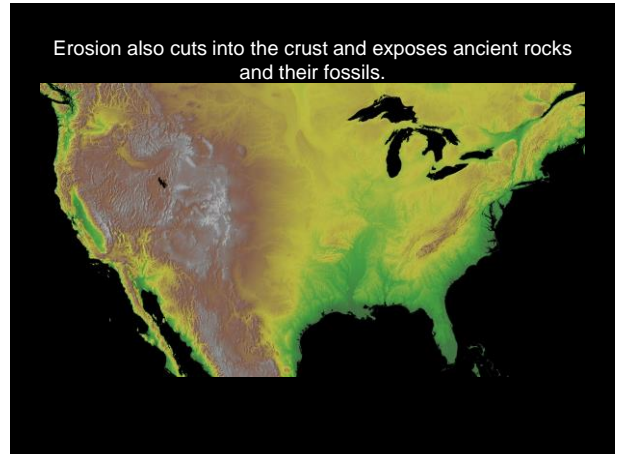 Erosion also cuts into the crust and exposes ancient rocks
and their fossils.